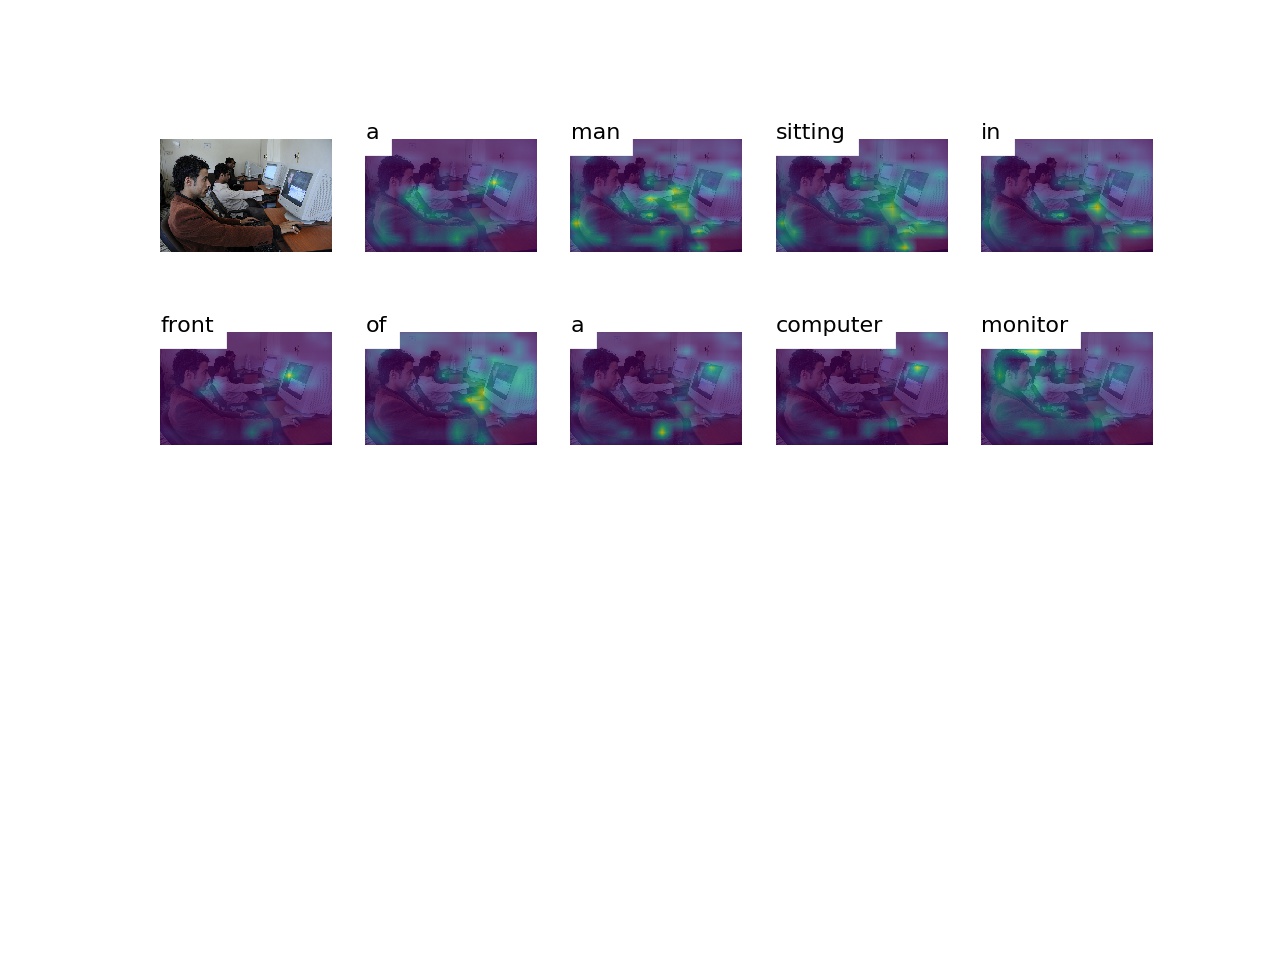 a man sitting in
front of a computer monitor